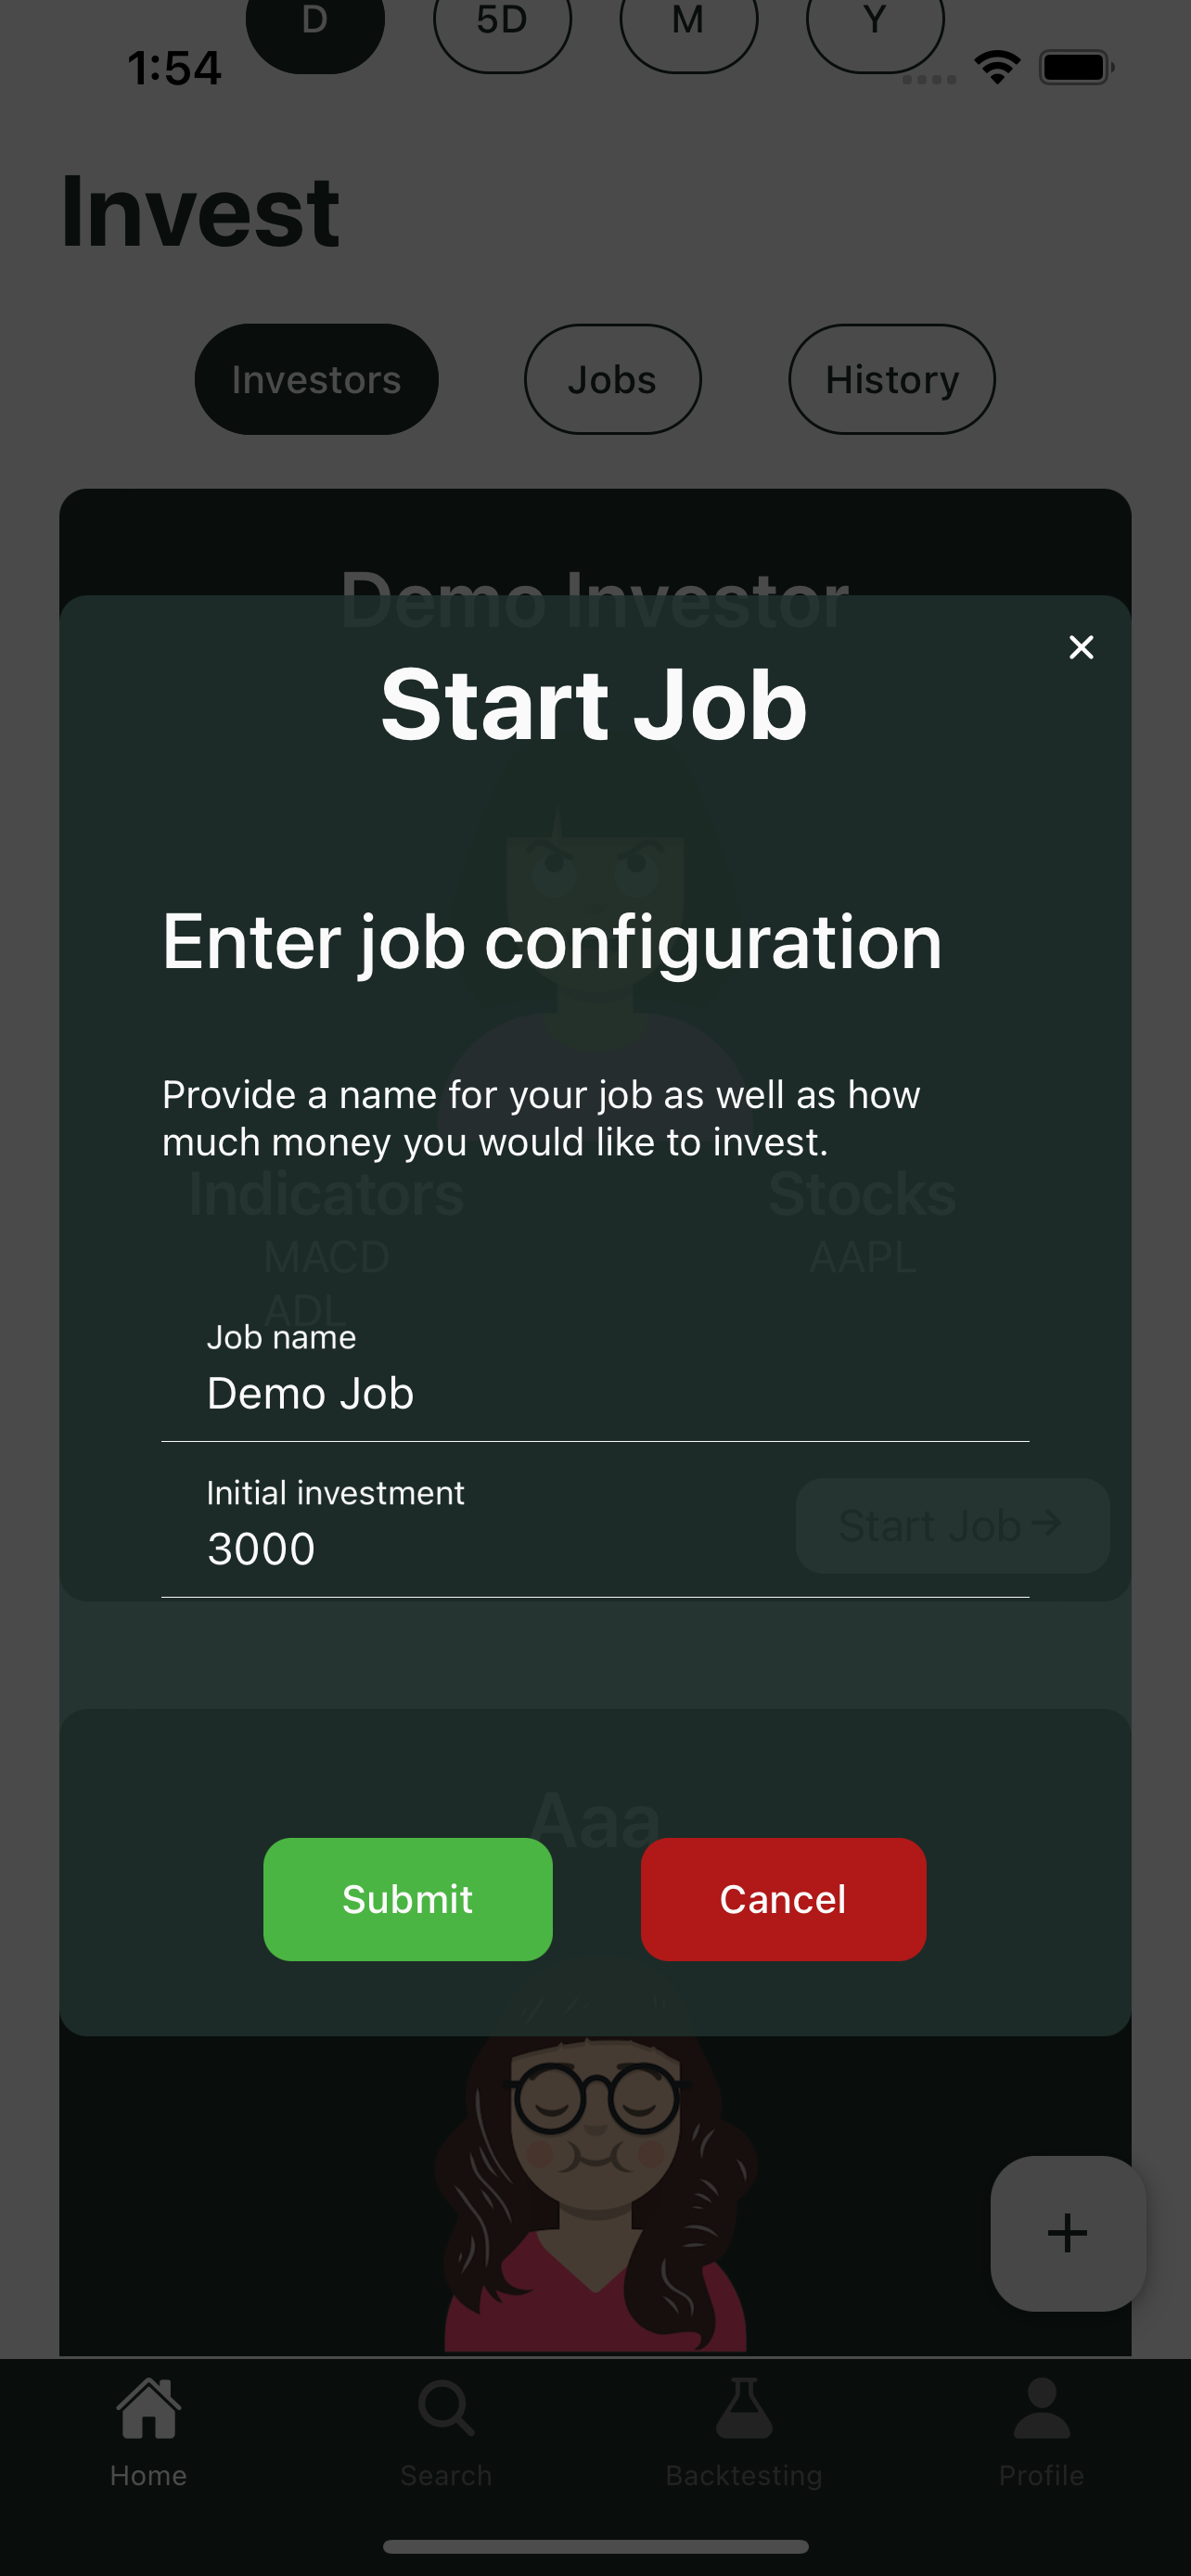 D 5D M Y
1:54
Invest
Investors Jobs History
Demo Investor
Start Job
Enter job configuration
Provide a name for your job as well as how
much money you would like to invest.
Indicators Stocks
MACD AAPL
ADL
Job name
Demo Job
Initial investment
3000
Start Job
Aaa
Submit Cancel
Home Search Backtesting Profile